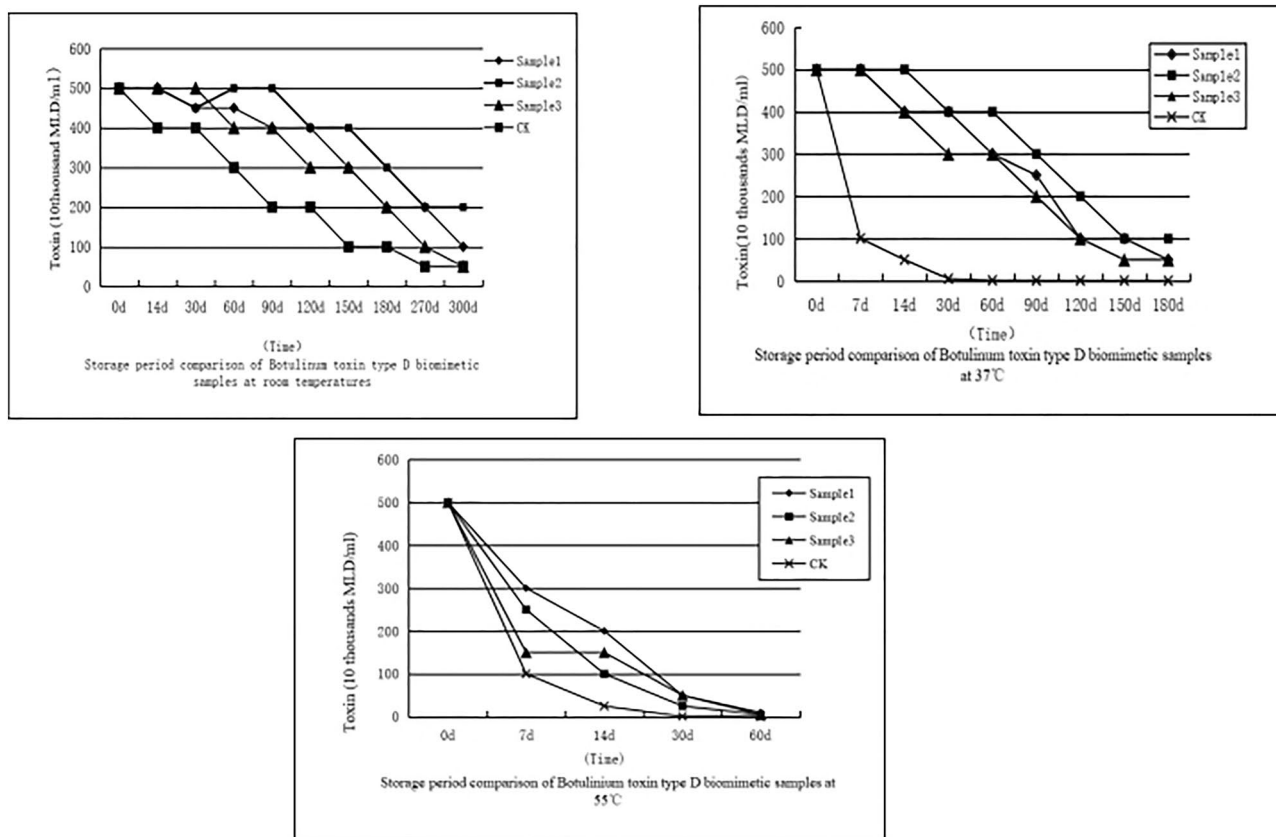 600
500
400
300
200
100
0
Toxin (10thsousand MLD/ml)
Sample1
Sample2
Sample3
CK
0d 14d 30d 60d 90d 120d 150d 180d 270d 300d
(Time)
Storage period comparison of Botulinum toxin type D biomimetic
samples at room temperatures
600
500
400
300
200
100
0
Toxin(10 thousands MLD/ml)
Sample1
Sample2
Sample3
CK
0d 7d 14d 30d 60d 90d 120d 150d 180d
(Time)
Storage period comparison of Botulinum toxin type D biomimetic samples
at 37℃
600
500
400
300
200
100
0
Toxin (10 thousands MLD/ml)
Sample1
Sample2
Sample3
CK
0d 7d 14d 30d 60d
(Time)
Storage period comparison of Botulinium toxin type D biomimetic samples at
55℃